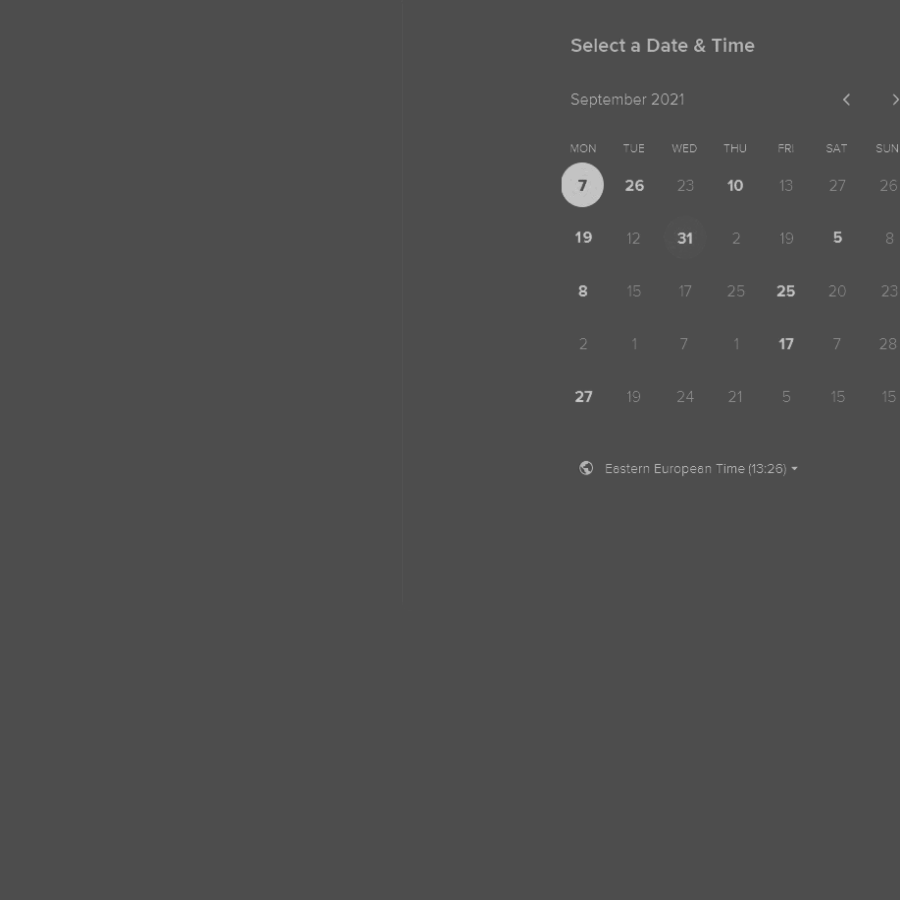 Select a Date & Time
September 2021
MON TUE WED THU FRI SAT SUN
7 26 23 10 13 27 26
19 12 31 2 19 5 8
8 15 17 25 25 20 23
2 1 7 1 17 7 28
27 19 24 21 5 15 15
Eastern European Time (13:26)